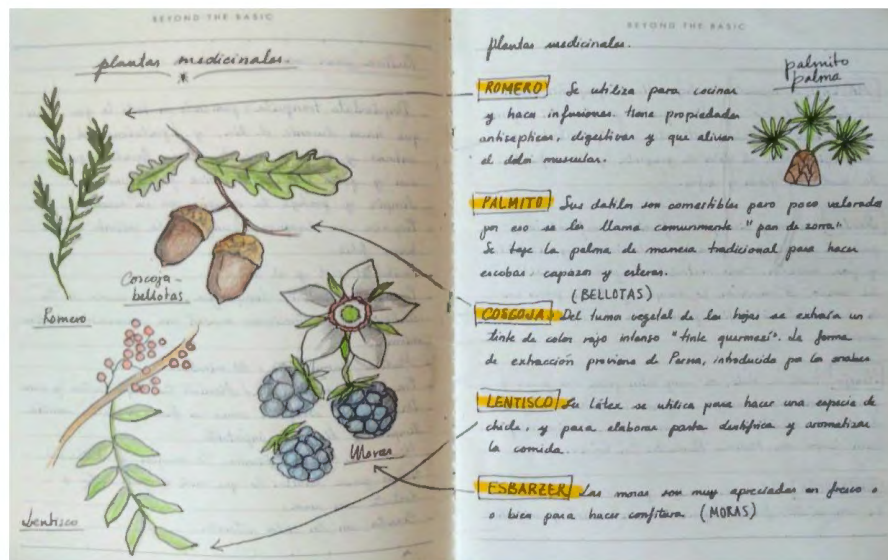 BEYOND THE BASIC
plantas medicinales.
Romero
Coscoja-
bellotas
Moras
Lentisco
BEYOND THE BASIC
plantas medicinales.
palmito
palma
ROMERO Se utiliza para cocinar
y hacer infusiones. tiene propiedades
antisepticas, digestivas y que alivian
el dolor muscular.
PALMITO Sus datiles son comestibles pero poco valorados
por eso se les llama comunmente "pan de zorra"
Se teje la palma de manera tradicional para hacer
escobas capazos y esteras.
(BELLOTAS)
COSCOJA. Del tumor vegetal de las hojas se extraía un
tinte de color rojo intenso "tinte quermesí". La forma
de extracción proviene de Persia, introducido por los arabes
LENTISCO Su látex se utilica para hacer una especie de
chicle, y para elaborar pasta dentífrica y aromatizar
la comida.
ESBARZER Las moras son muy apreciadas en fresco o
o bien para hacer confitura (MORAS)